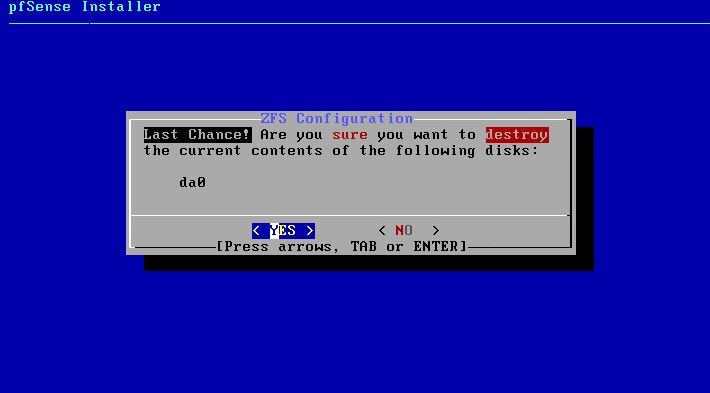 pfSense Installer
ZFS Configuration
Last Chance! Are you sure you want to destroy
the current contents of the following disks:
da0
< YES > < NO >
[Press arrows, TAB or ENTER]